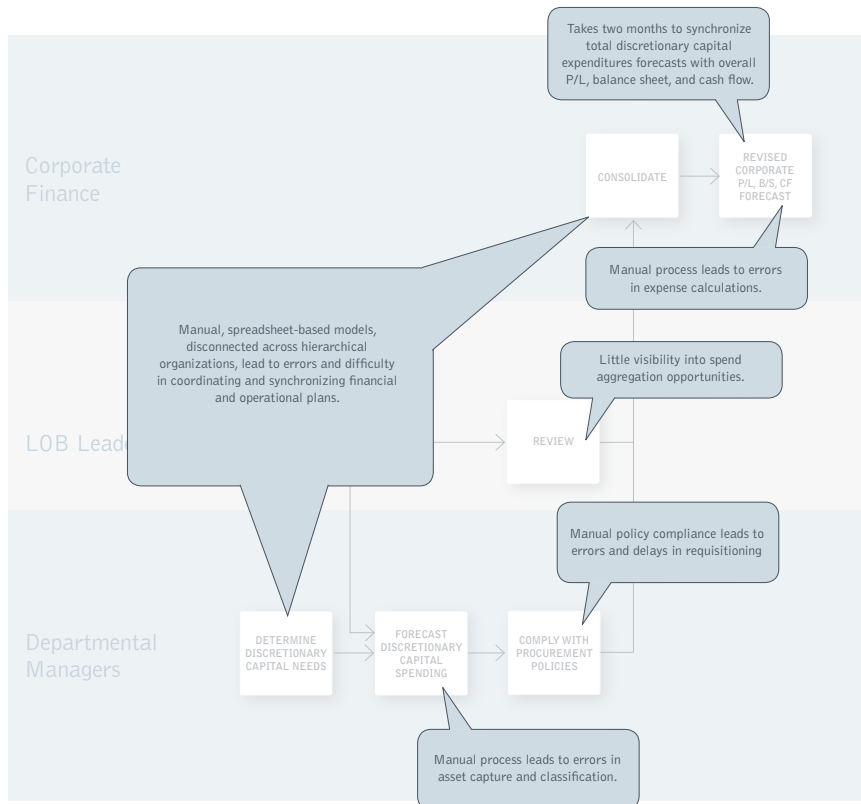 Takes two months to synchronize
total discretionary capital
expenditures forecasts with overall
P/L, balance sheet, and cash flow.
Corporate
Finance
CONSOLIDATE
REVISED
CORPORATE
P/L, B/S, CF
FORECAST
Manual process leads to errors
in expense calculations.
Manual, spreadsheet-based models,
disconnected across hierarchical
organizations, lead to errors and difficulty
in coordinating and synchronizing financial
and operational plans.
Little visibility into spend
aggregation opportunities.
LOB
REVIEW
Manual policy compliance leads to
errors and delays in requisitioning
Departmental
Managers
DETERMINE
DISCRETIONARY
CAPITAL NEEDS
FORECAST
DISCRETIONARY
CAPITAL
SPENDING
COMPLY WITH
PROCUREMENT
POLICIES
Manual process leads to errors in
asset capture and classification.